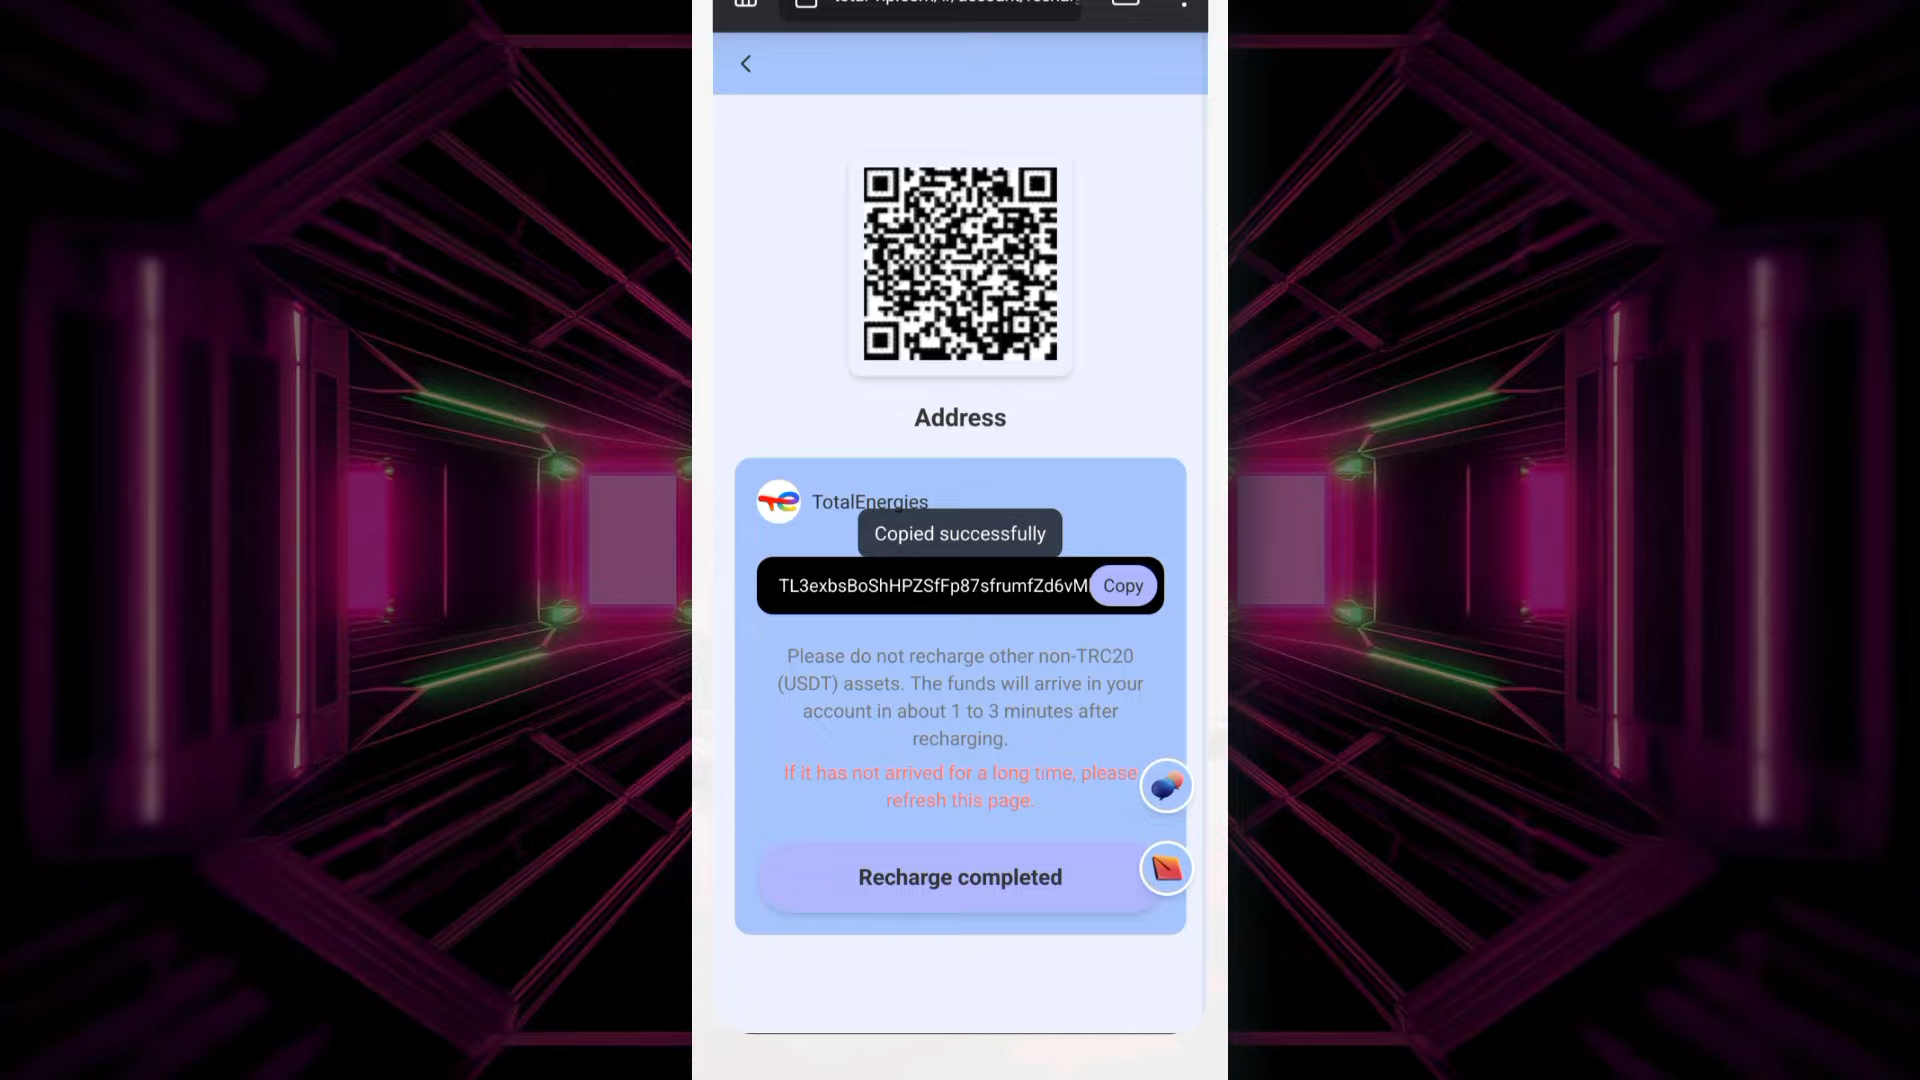 Address
TotalEnergies
Copied successfully
TL3exbsBoShHPZSfFp87sfrumfZd6vM
Copy
Please do not recharge other non-TRC20
(USDT) assets. The funds will arrive in your
account in about 1 to 3 minutes after
recharging.
If it has not arrived for a long time, please
refresh this page.
Recharge completed